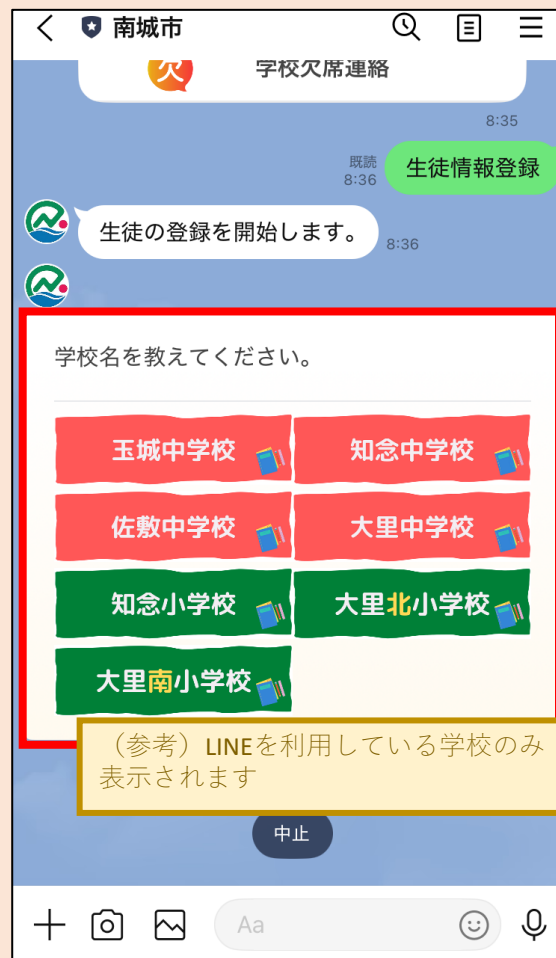 南城市
欠
学校欠席連絡
8:35
既読
8:36
生徒情報登録
生徒の登録を開始します。
8:36
学校名を教えてください。
玉城中学校
知念中学校
佐敷中学校
大里中学校
知念小学校
大里北小学校
大里南小学校
（参考）LINEを利用している学校のみ
表示されます
中止
Aa